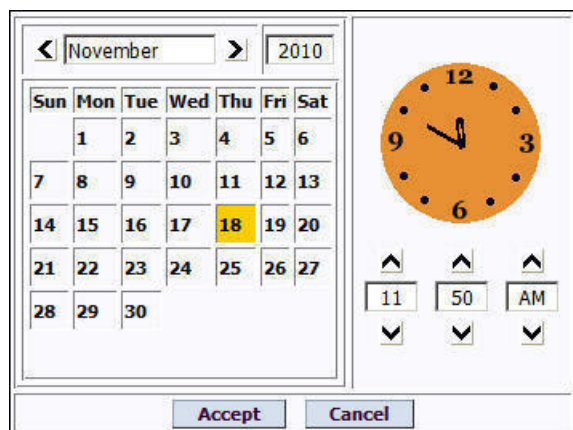 November 2010
Sun Mon Tue Wed Thu Fri Sat
1 2 3 4 5 6
7 8 9 10 11 12 13
14 15 16 17 18 19 20
21 22 23 24 25 26 27
28 29 30
12
9 3
6
11 50 AM
Accept Cancel